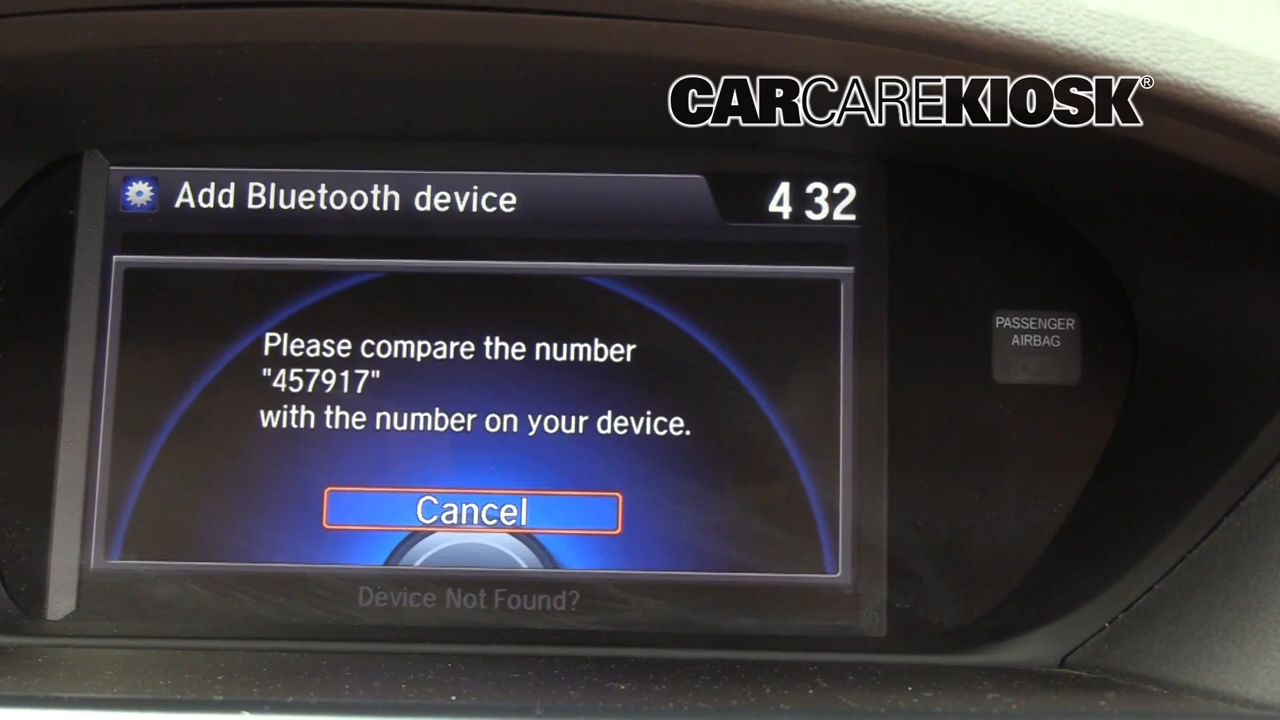 CARCAREKIOSK®
Add Bluetooth device
4 32
Please compare the number
"457917"
with the number on your device.
Cancel
Device Not Found?
PASSENGER
AIRBAG